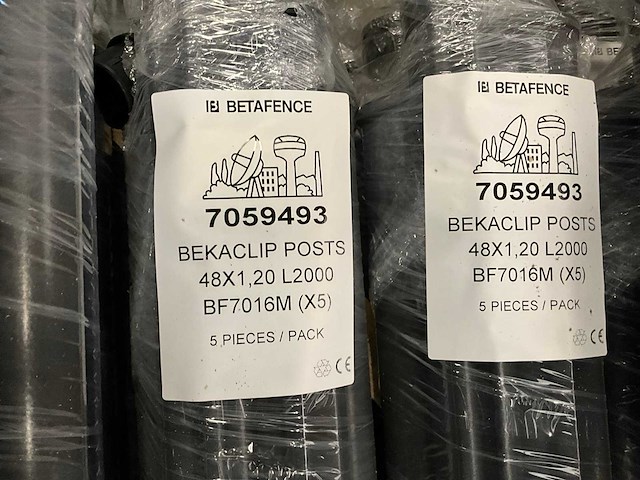 BETAFENCE
7059493
BEKACLIP POSTS
48X1,20 L2000
BF7016M (X5)
5 PIECES / PACK
CE
BETAFENCE
7059493
BEKACLIP POSTS
48X1,20 L2000
BF7016M (X5)
5 PIECES / PACK
CE